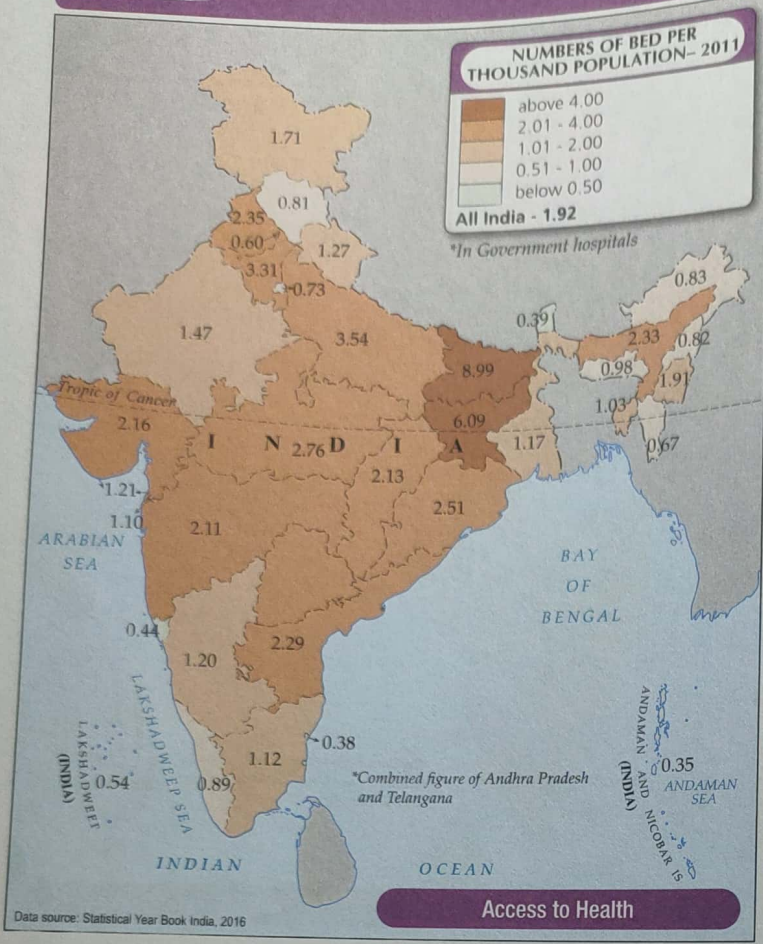 NUMBERS OF BED PER
THOUSAND POPULATION– 2011
above 4.00
2.01 - 4.00
1.01 - 2.00
0.51 - 1.00
below 0.50
All India - 1.92
*In Government hospitals
1.71
0.81
2.35
0.60
1.27
3.31
0.73
0.83
1.47
3.54
0.39
2.33
0.82
8.99
0.98
1.91
Tropic of Cancer
1.03
2.16
6.09
I N D I A
2.76
1.17
0.67
2.13
1.21
2.51
1.10
2.11
ARABIAN
SEA
BAY
OF
BENGAL
0.44
2.29
1.20
LAKSHADWEEP SEA
LAKSHADWEEP
(INDIA)
0.54
0.38
1.12
0.89
*Combined figure of Andhra Pradesh
and Telangana
ANDAMAN AND NICOBAR IS
(INDIA)
0.35
ANDAMAN
SEA
INDIAN OCEAN
Data source: Statistical Year Book India, 2016
Access to Health